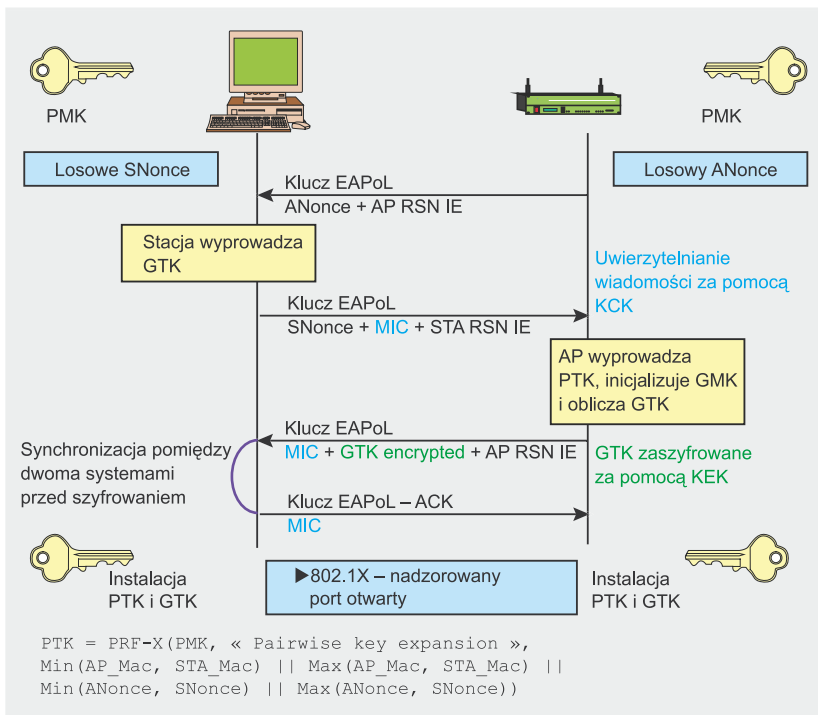 PMK
PMK
Losowe SNonce
Losowy ANonce
Klucz EAPoL
ANonce + AP RSN IE
Stacja wyprowadza
GTK
Uwierzytelnianie
wiadomości za pomocą
KCK
Klucz EAPoL
SNonce + MIC + STA RSN IE
AP wyprowadza
PTK, inicjalizuje GMK
i oblicza GTK
Klucz EAPoL
MIC + GTK encrypted + AP RSN IE
Synchronizacja pomiędzy
dwoma systemami
przed szyfrowaniem
GTK zaszyfrowane
za pomocą KEK
Klucz EAPoL – ACK
MIC
Instalacja
PTK i GTK
▶802.1X – nadzorowany
port otwarty
Instalacja
PTK i GTK
PTK = PRF-X(PMK, « Pairwise key expansion »,
Min(AP_Mac, STA_Mac) || Max(AP_Mac, STA_Mac) ||
Min(ANonce, SNonce) || Max(ANonce, SNonce))